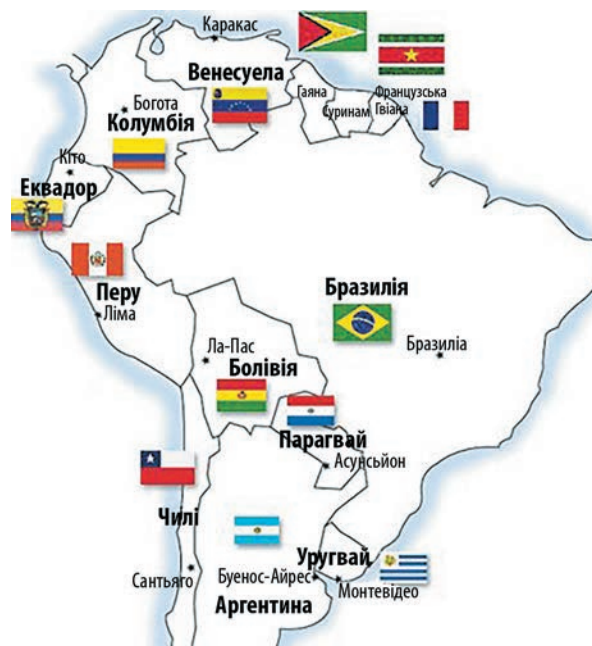 Каракас
Венесуела
Гаяна
Суринам
Французська
Гвіана
Богота
Колумбія
Кіто
Еквадор
Перу
Ліма
Бразилія
Бразиліа
Ла-Пас
Болівія
Парагвай
Асунсьйон
Чилі
Сантьяго
Уругвай
Буенос-Айрес
Монтевідео
Аргентина